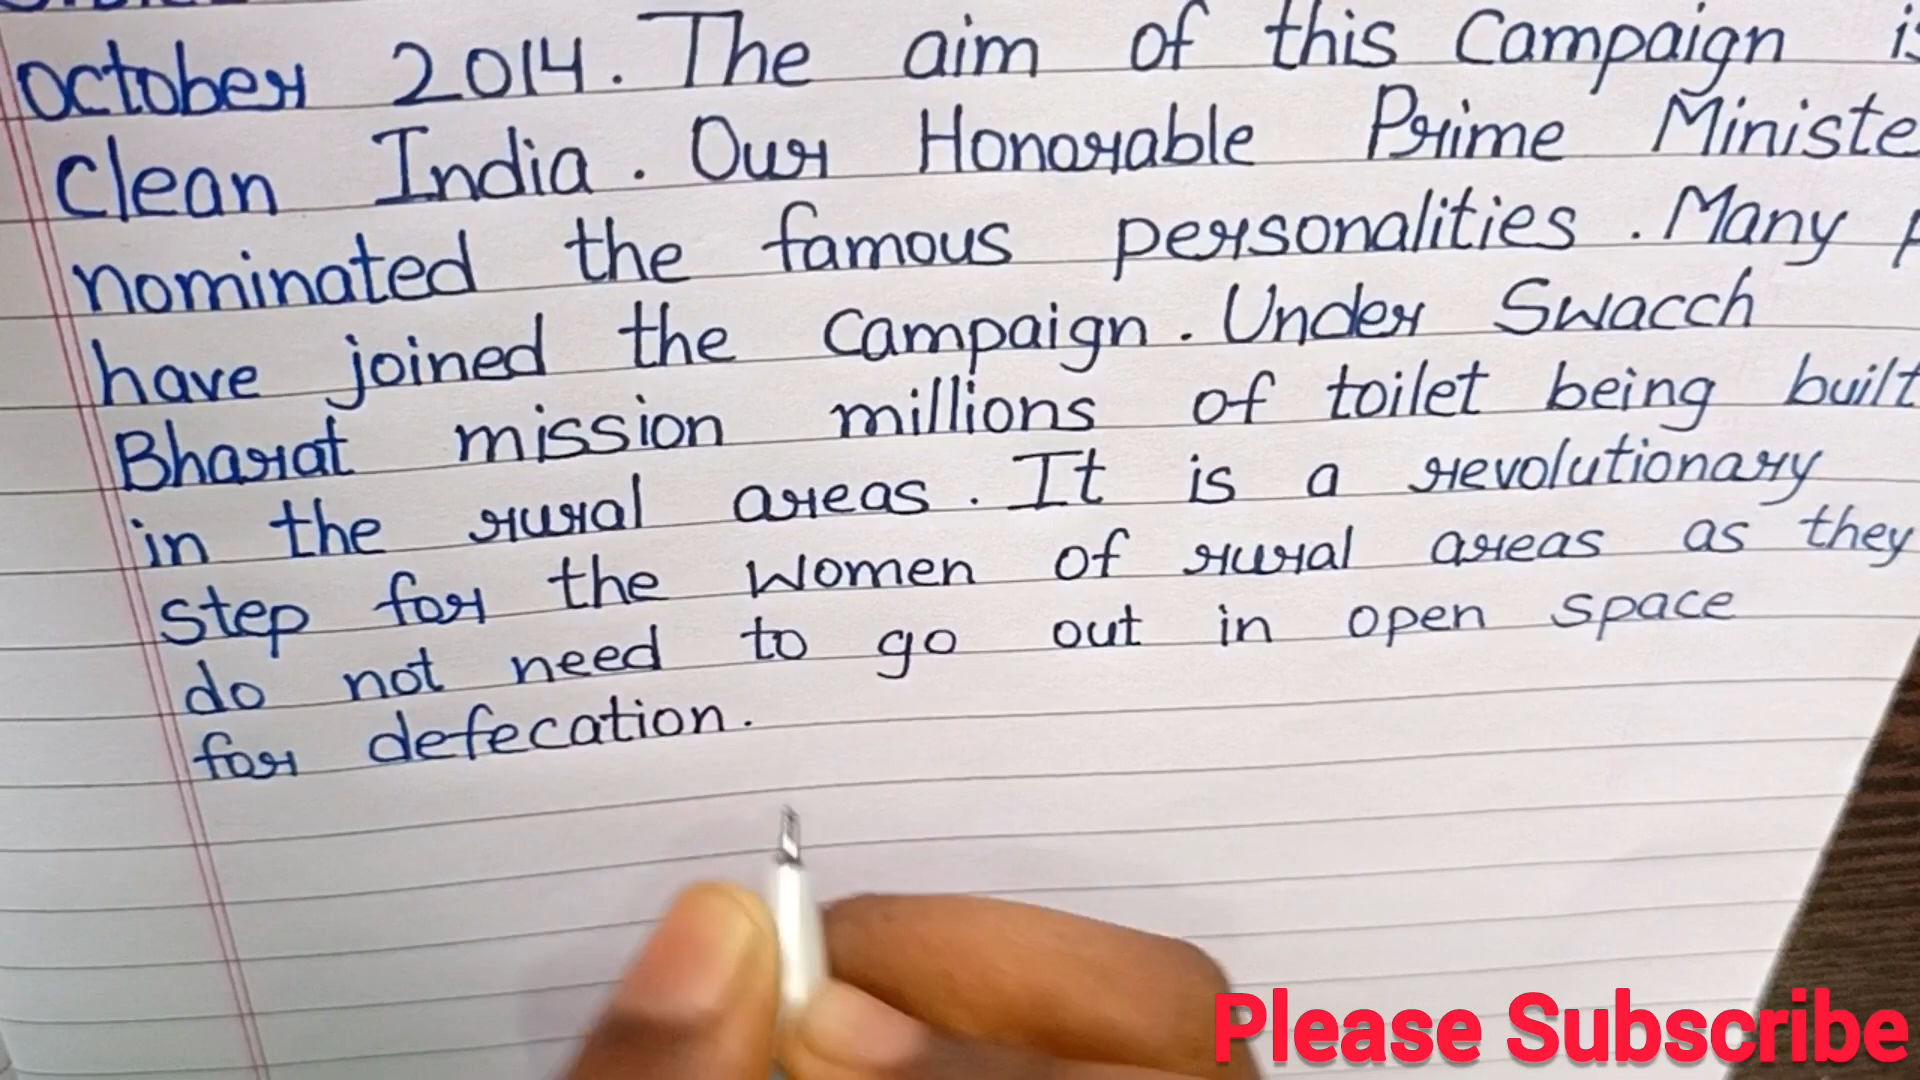 October 2014. The aim of this Campaign is
Clean India. Our Honorable Prime Ministe
nominated the famous personalities. Many
have joined the Campaign. Under Swacch
Bharat mission millions of toilet being built
in the rural areas. It is a revolutionary
step for the Women of rural areas as they
do not need to go out in open space
for defecation.
Please Subscribe